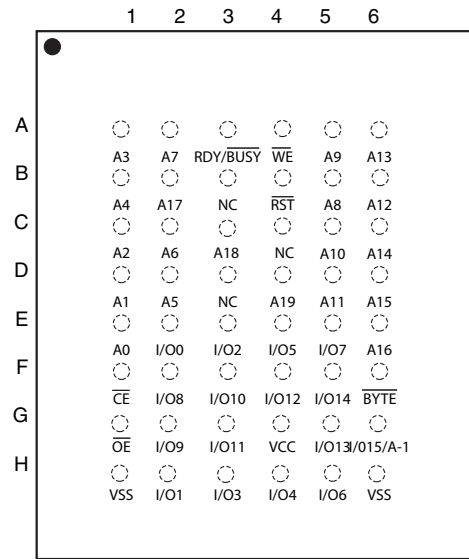 1 2 3 4 5 6
A
A3 A7 RDY/BUSY WE A9 A13
B
A4 A17 NC RST A8 A12
C
A2 A6 A18 NC A10 A14
D
A1 A5 NC A19 A11 A15
E
A0 I/O0 I/O2 I/O5 I/O7 A16
F
CE I/O8 I/O10 I/O12 I/O14 BYTE
G
OE I/O9 I/O11 VCC I/O13 I/015/A-1
H
VSS I/O1 I/O3 I/O4 I/O6 VSS